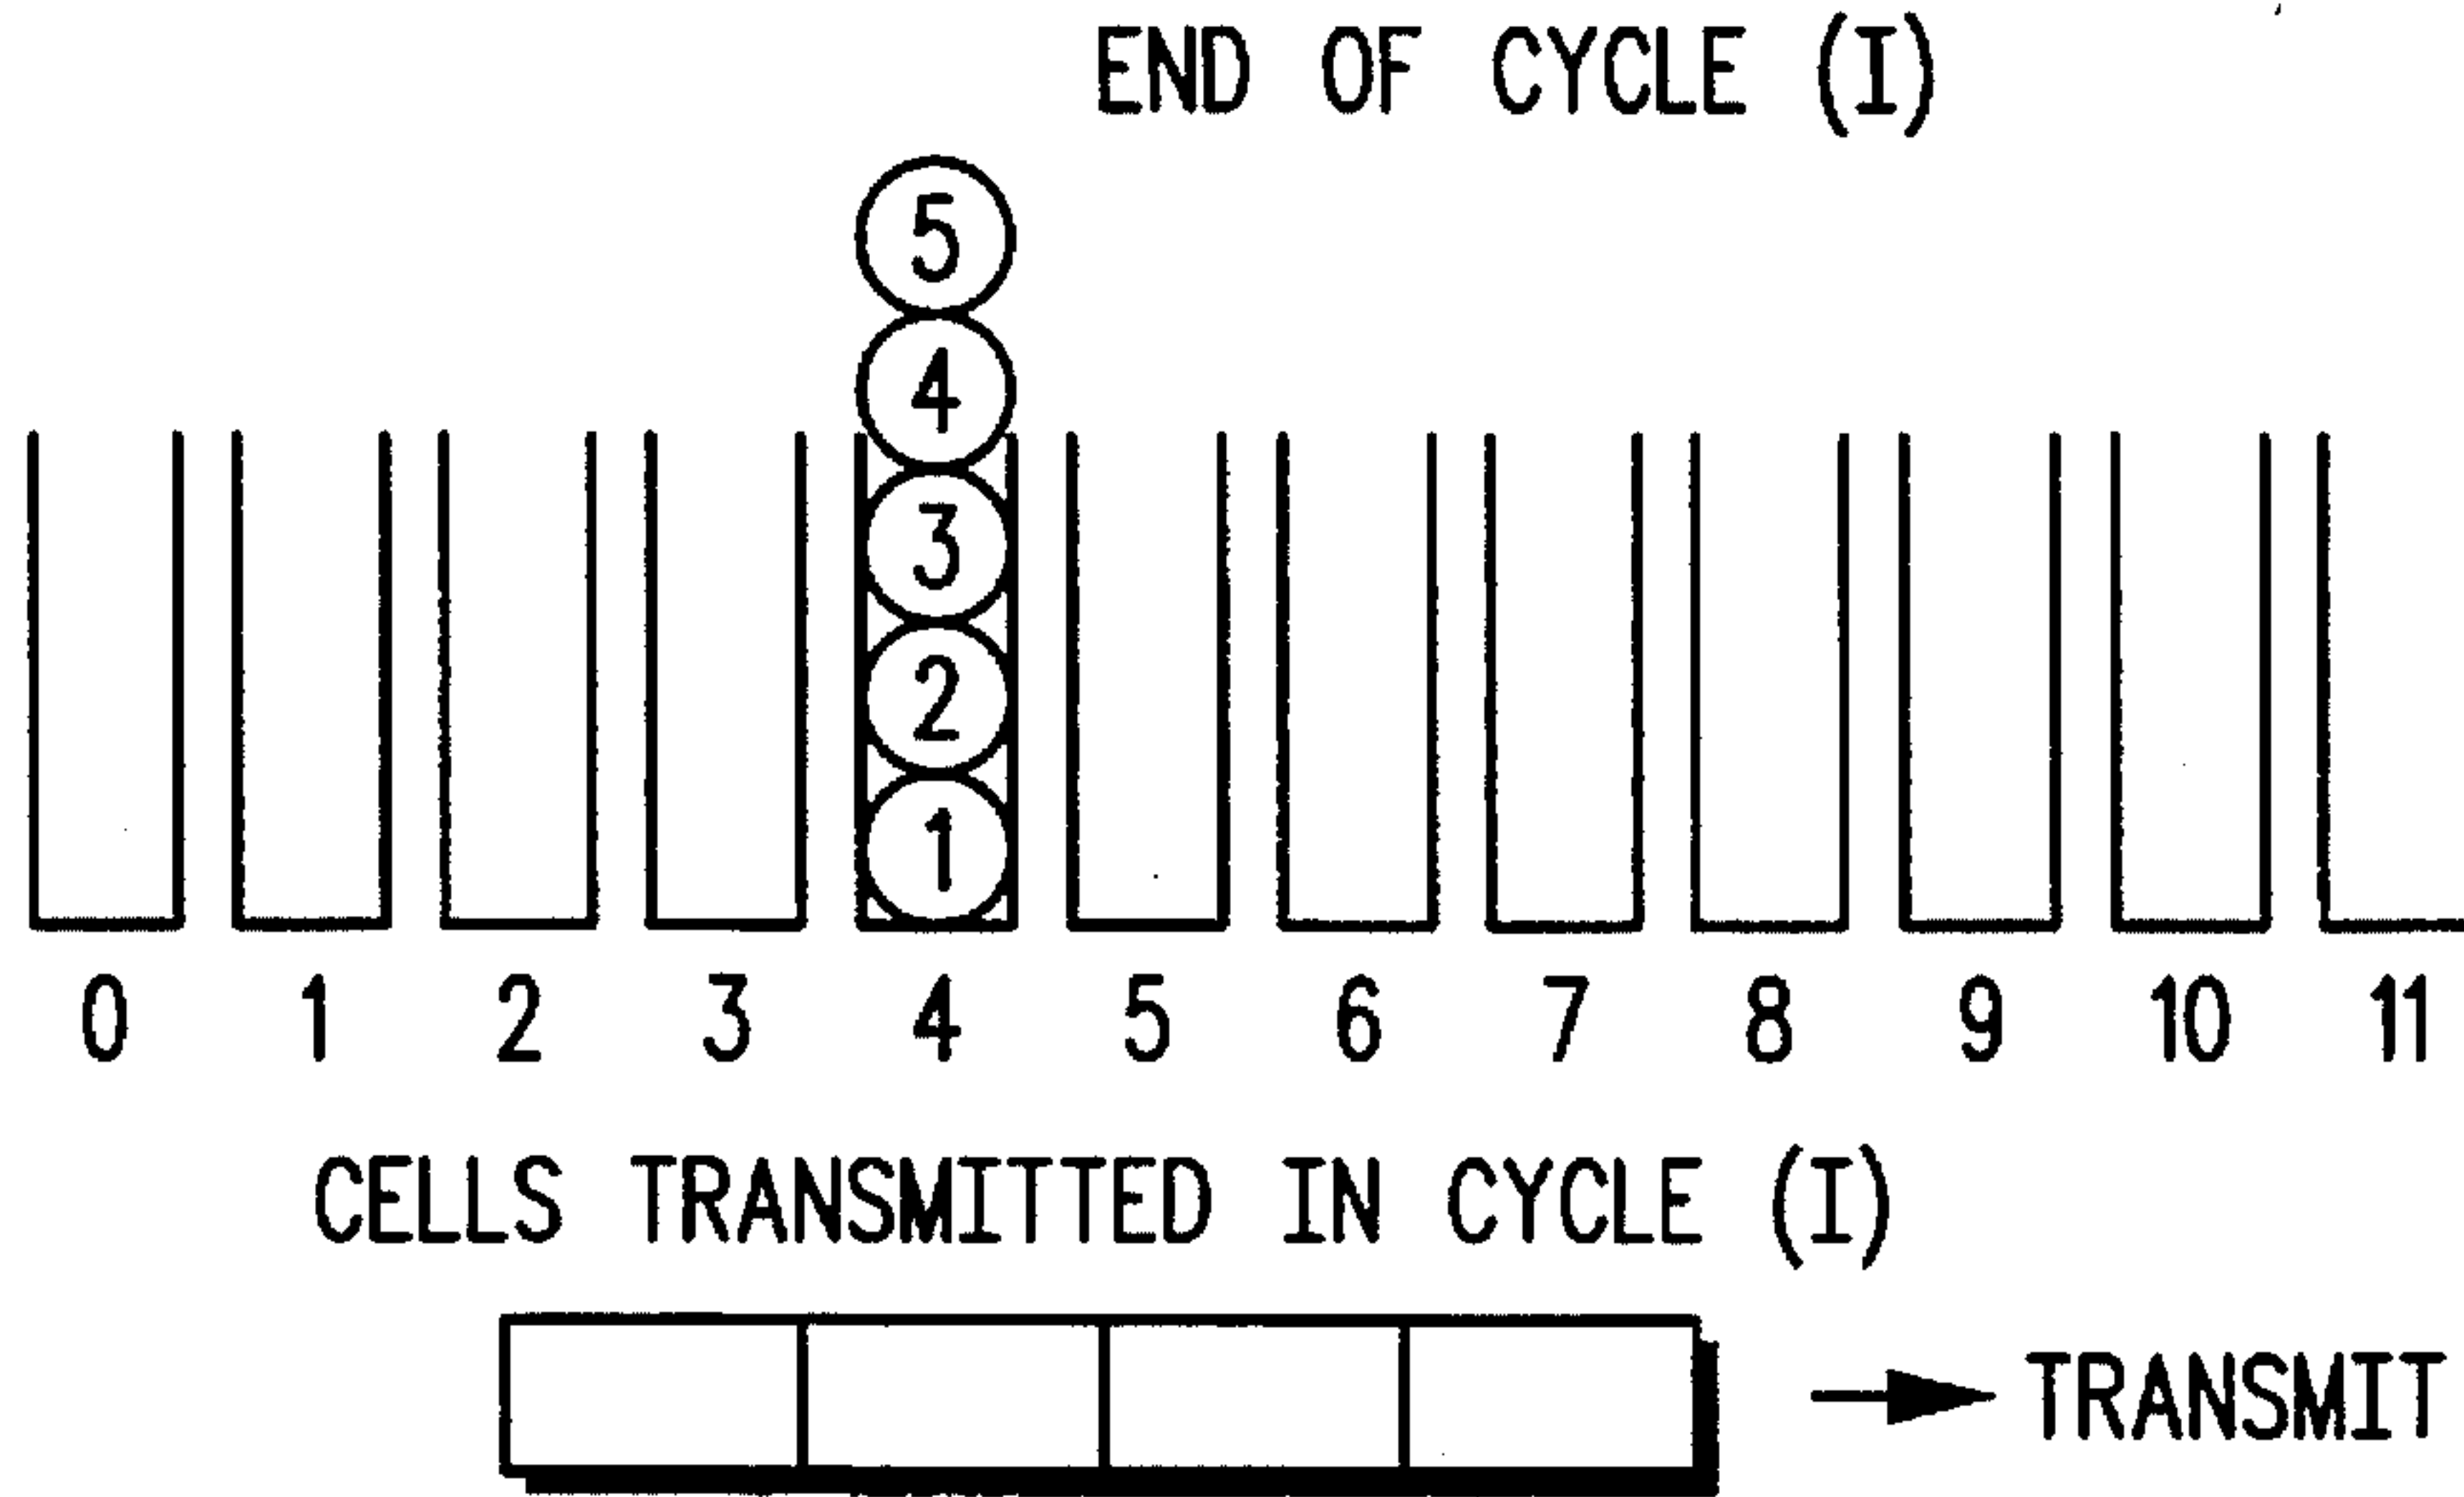 END OF CYCLE (I)
5
4
3
2
1
0 1 2 3 4 5 6 7 8 9 10 11
CELLS TRANSMITTED IN CYCLE (I)
TRANSMIT